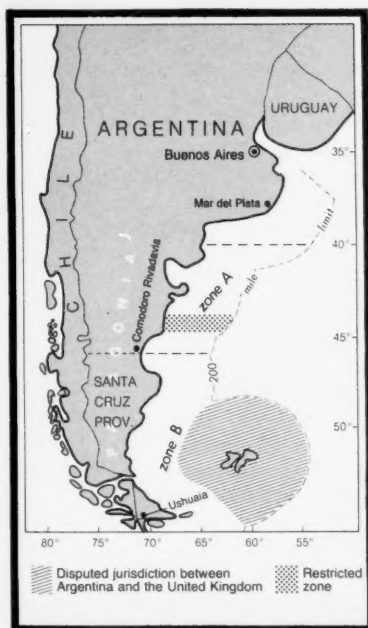 URUGUAY
ARGENTINA
Buenos Aires
35°
Mar del Plata
CHILE
limit
40°
zone A
mile
Comodoro Rivadavia
45°
200
SANTA
CRUZ
PROV.
zone B
50°
Ushuaia
80° 75° 70° 65° 60° 55°
Disputed jurisdiction between
Argentina and the United Kingdom
Restricted
zone